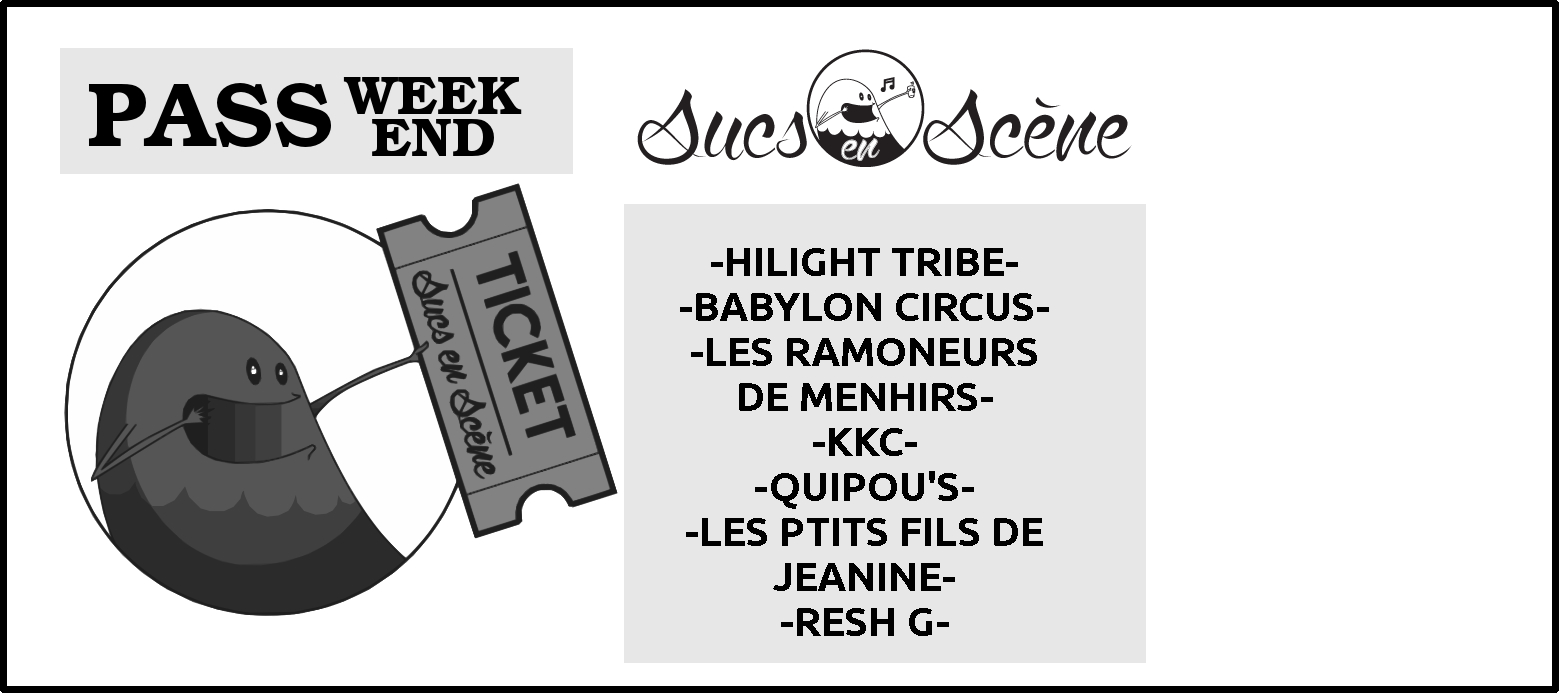 PASS WEEK
END
Sucs en Scène
TICKET
Sucs en Scène
-HILIGHT TRIBE-
-BABYLON CIRCUS-
-LES RAMONEURS
DE MENHIRS-
-KKC-
-QUIPOU'S-
-LES PTITS FILS DE
JEANINE-
-RESH G-